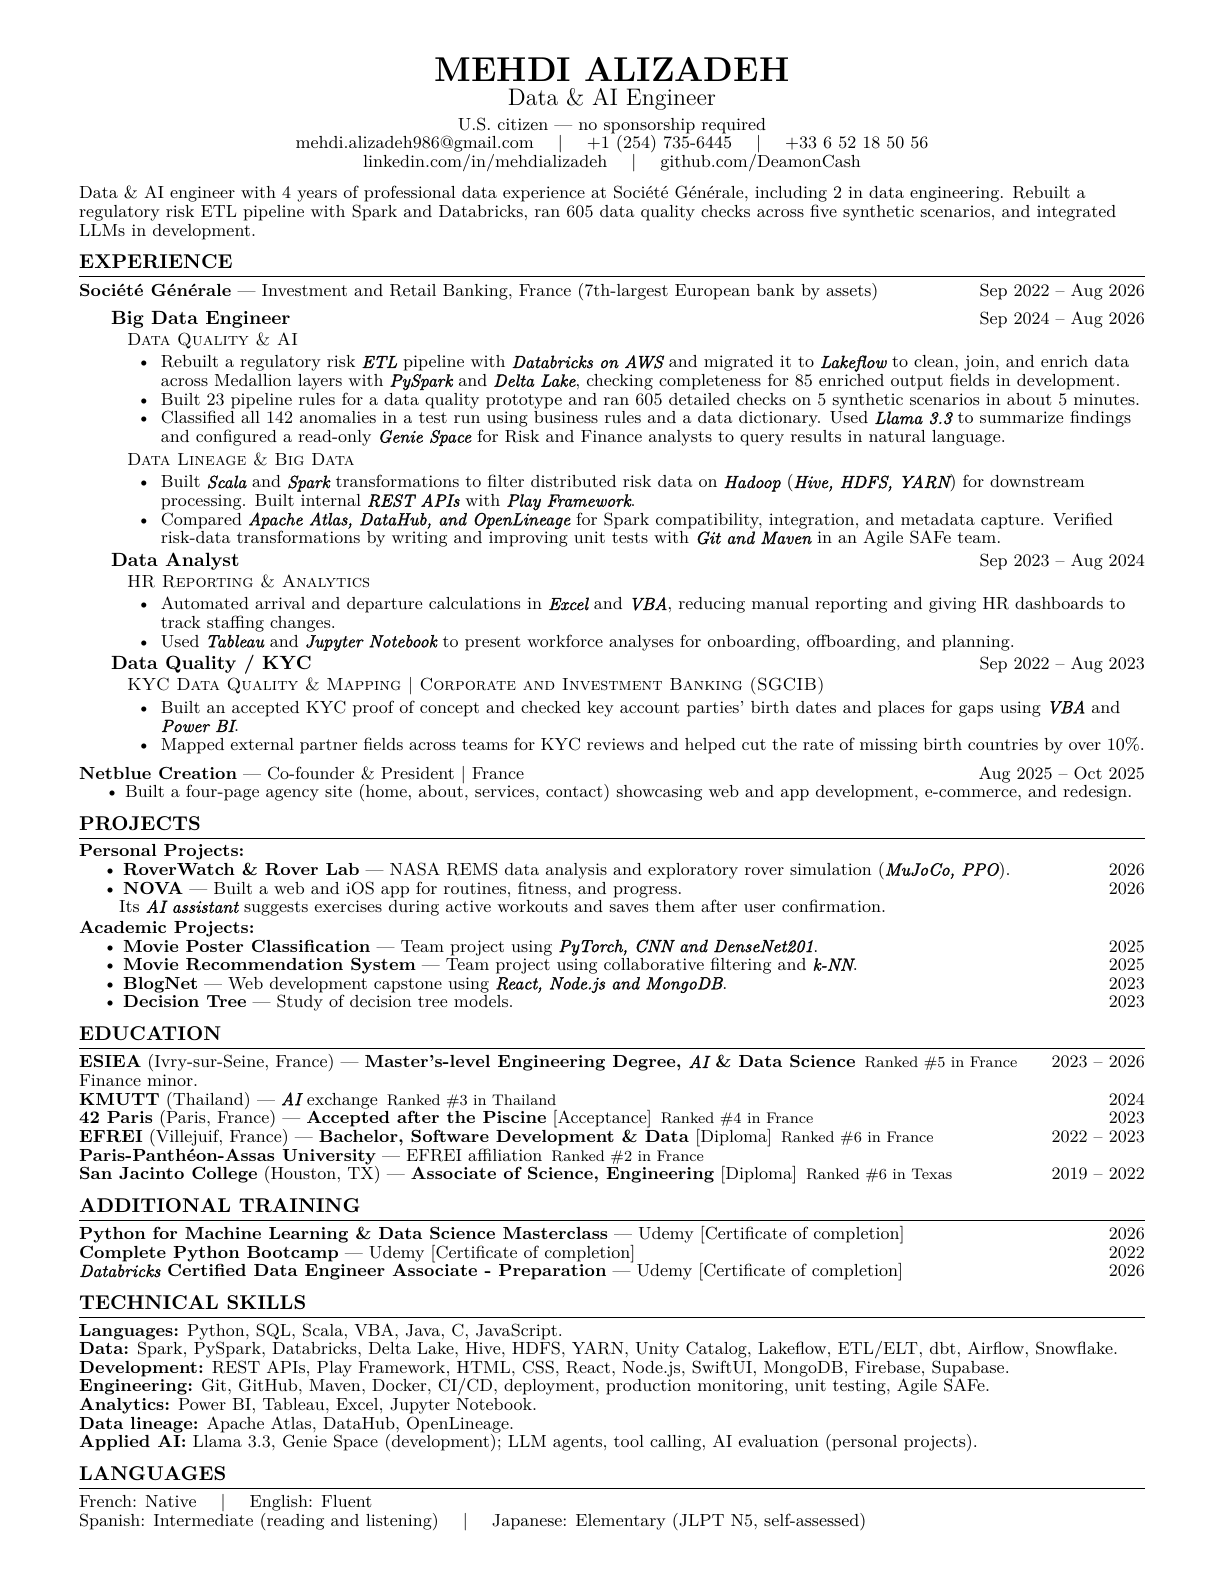 MEHDI ALIZADEH
Data & AI Engineer
U.S. citizen — no sponsorship required
mehdi.alizadeh986@gmail.com | +1 (254) 735-6445 | +33 6 52 18 50 56
linkedin.com/in/mehdializadeh | github.com/DeamonCash
Data & AI engineer with 4 years of professional data experience at Société Générale, including 2 in data engineering. Rebuilt a
regulatory risk ETL pipeline with Spark and Databricks, ran 605 data quality checks across five synthetic scenarios, and integrated
LLMs in development.
EXPERIENCE
Société Générale — Investment and Retail Banking, France (7th-largest European bank by assets) Sep 2022 – Aug 2026
Big Data Engineer Sep 2024 – Aug 2026
Data Quality & AI
• Rebuilt a regulatory risk ETL pipeline with Databricks on AWS and migrated it to Lakeflow to clean, join, and enrich data
across Medallion layers with PySpark and Delta Lake, checking completeness for 85 enriched output fields in development.
• Built 23 pipeline rules for a data quality prototype and ran 605 detailed checks on 5 synthetic scenarios in about 5 minutes.
• Classified all 142 anomalies in a test run using business rules and a data dictionary. Used Llama 3.3 to summarize findings
and configured a read-only Genie Space for Risk and Finance analysts to query results in natural language.
Data Lineage & Big Data
• Built Scala and Spark transformations to filter distributed risk data on Hadoop (Hive, HDFS, YARN) for downstream
processing. Built internal REST APIs with Play Framework.
• Compared Apache Atlas, DataHub, and OpenLineage for Spark compatibility, integration, and metadata capture. Verified
risk-data transformations by writing and improving unit tests with Git and Maven in an Agile SAFe team.
Data Analyst Sep 2023 – Aug 2024
HR Reporting & Analytics
• Automated arrival and departure calculations in Excel and VBA, reducing manual reporting and giving HR dashboards to
track staffing changes.
• Used Tableau and Jupyter Notebook to present workforce analyses for onboarding, offboarding, and planning.
Data Quality / KYC Sep 2022 – Aug 2023
KYC Data Quality & Mapping | Corporate and Investment Banking (SGCIB)
• Built an accepted KYC proof of concept and checked key account parties' birth dates and places for gaps using VBA and
Power BI.
• Mapped external partner fields across teams for KYC reviews and helped cut the rate of missing birth countries by over 10%.
Netblue Creation — Co-founder & President | France Aug 2025 – Oct 2025
• Built a four-page agency site (home, about, services, contact) showcasing web and app development, e-commerce, and redesign.
PROJECTS
Personal Projects:
• RoverWatch & Rover Lab — NASA REMS data analysis and exploratory rover simulation (MuJoCo, PPO). 2026
• NOVA — Built a web and iOS app for routines, fitness, and progress. 2026
Its AI assistant suggests exercises during active workouts and saves them after user confirmation.
Academic Projects:
• Movie Poster Classification — Team project using PyTorch, CNN and DenseNet201. 2025
• Movie Recommendation System — Team project using collaborative filtering and k-NN. 2025
• BlogNet — Web development capstone using React, Node.js and MongoDB. 2023
• Decision Tree — Study of decision tree models. 2023
EDUCATION
ESIEA (Ivry-sur-Seine, France) — Master's-level Engineering Degree, AI & Data Science Ranked #5 in France 2023 – 2026
Finance minor.
KMUTT (Thailand) — AI exchange Ranked #3 in Thailand 2024
42 Paris (Paris, France) — Accepted after the Piscine [Acceptance] Ranked #4 in France 2023
EFREI (Villejuif, France) — Bachelor, Software Development & Data [Diploma] Ranked #6 in France 2022 – 2023
Paris-Panthéon-Assas University — EFREI affiliation Ranked #2 in France
San Jacinto College (Houston, TX) — Associate of Science, Engineering [Diploma] Ranked #6 in Texas 2019 – 2022
ADDITIONAL TRAINING
Python for Machine Learning & Data Science Masterclass — Udemy [Certificate of completion] 2026
Complete Python Bootcamp — Udemy [Certificate of completion] 2022
Databricks Certified Data Engineer Associate - Preparation — Udemy [Certificate of completion] 2026
TECHNICAL SKILLS
Languages: Python, SQL, Scala, VBA, Java, C, JavaScript.
Data: Spark, PySpark, Databricks, Delta Lake, Hive, HDFS, YARN, Unity Catalog, Lakeflow, ETL/ELT, dbt, Airflow, Snowflake.
Development: REST APIs, Play Framework, HTML, CSS, React, Node.js, SwiftUI, MongoDB, Firebase, Supabase.
Engineering: Git, GitHub, Maven, Docker, CI/CD, deployment, production monitoring, unit testing, Agile SAFe.
Analytics: Power BI, Tableau, Excel, Jupyter Notebook.
Data lineage: Apache Atlas, DataHub, OpenLineage.
Applied AI: Llama 3.3, Genie Space (development); LLM agents, tool calling, AI evaluation (personal projects).
LANGUAGES
French: Native | English: Fluent
Spanish: Intermediate (reading and listening) | Japanese: Elementary (JLPT N5, self-assessed)